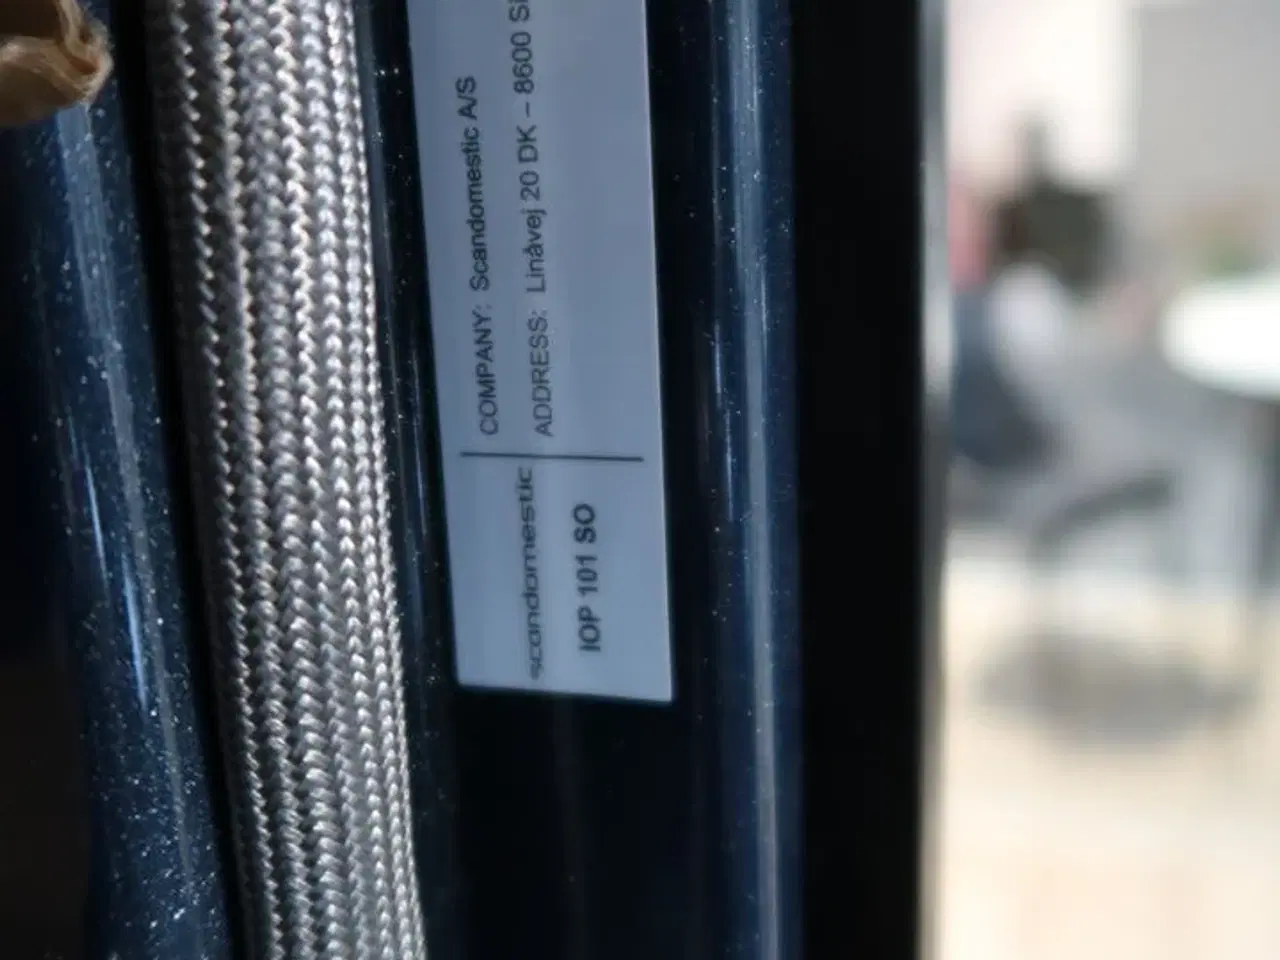 scandomestic
IOP 101 SO
COMPANY: Scandomestic A/S
ADDRESS: Linåvej 20 DK – 8600